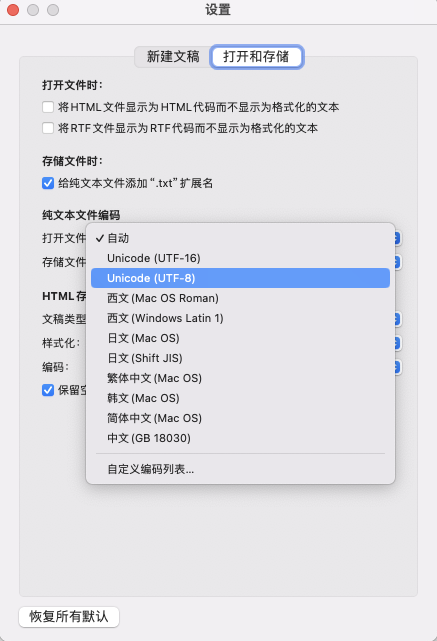 设置
新建文稿 打开和存储
打开文件时：
将HTML文件显示为HTML代码而不显示为格式化的文本
将RTF文件显示为RTF代码而不显示为格式化的文本
存储文件时：
给纯文本文件添加“.txt”扩展名
纯文本文件编码
打开文件
✓自动
Unicode (UTF-16)
存储文件
Unicode (UTF-8)
西文 (Mac OS Roman)
HTML存
西文 (Windows Latin 1)
文稿类型
日文 (Mac OS)
样式化：
日文 (Shift JIS)
编码：
繁体中文 (Mac OS)
保留空
韩文 (Mac OS)
简体中文 (Mac OS)
中文 (GB 18030)
自定义编码列表...
恢复所有默认